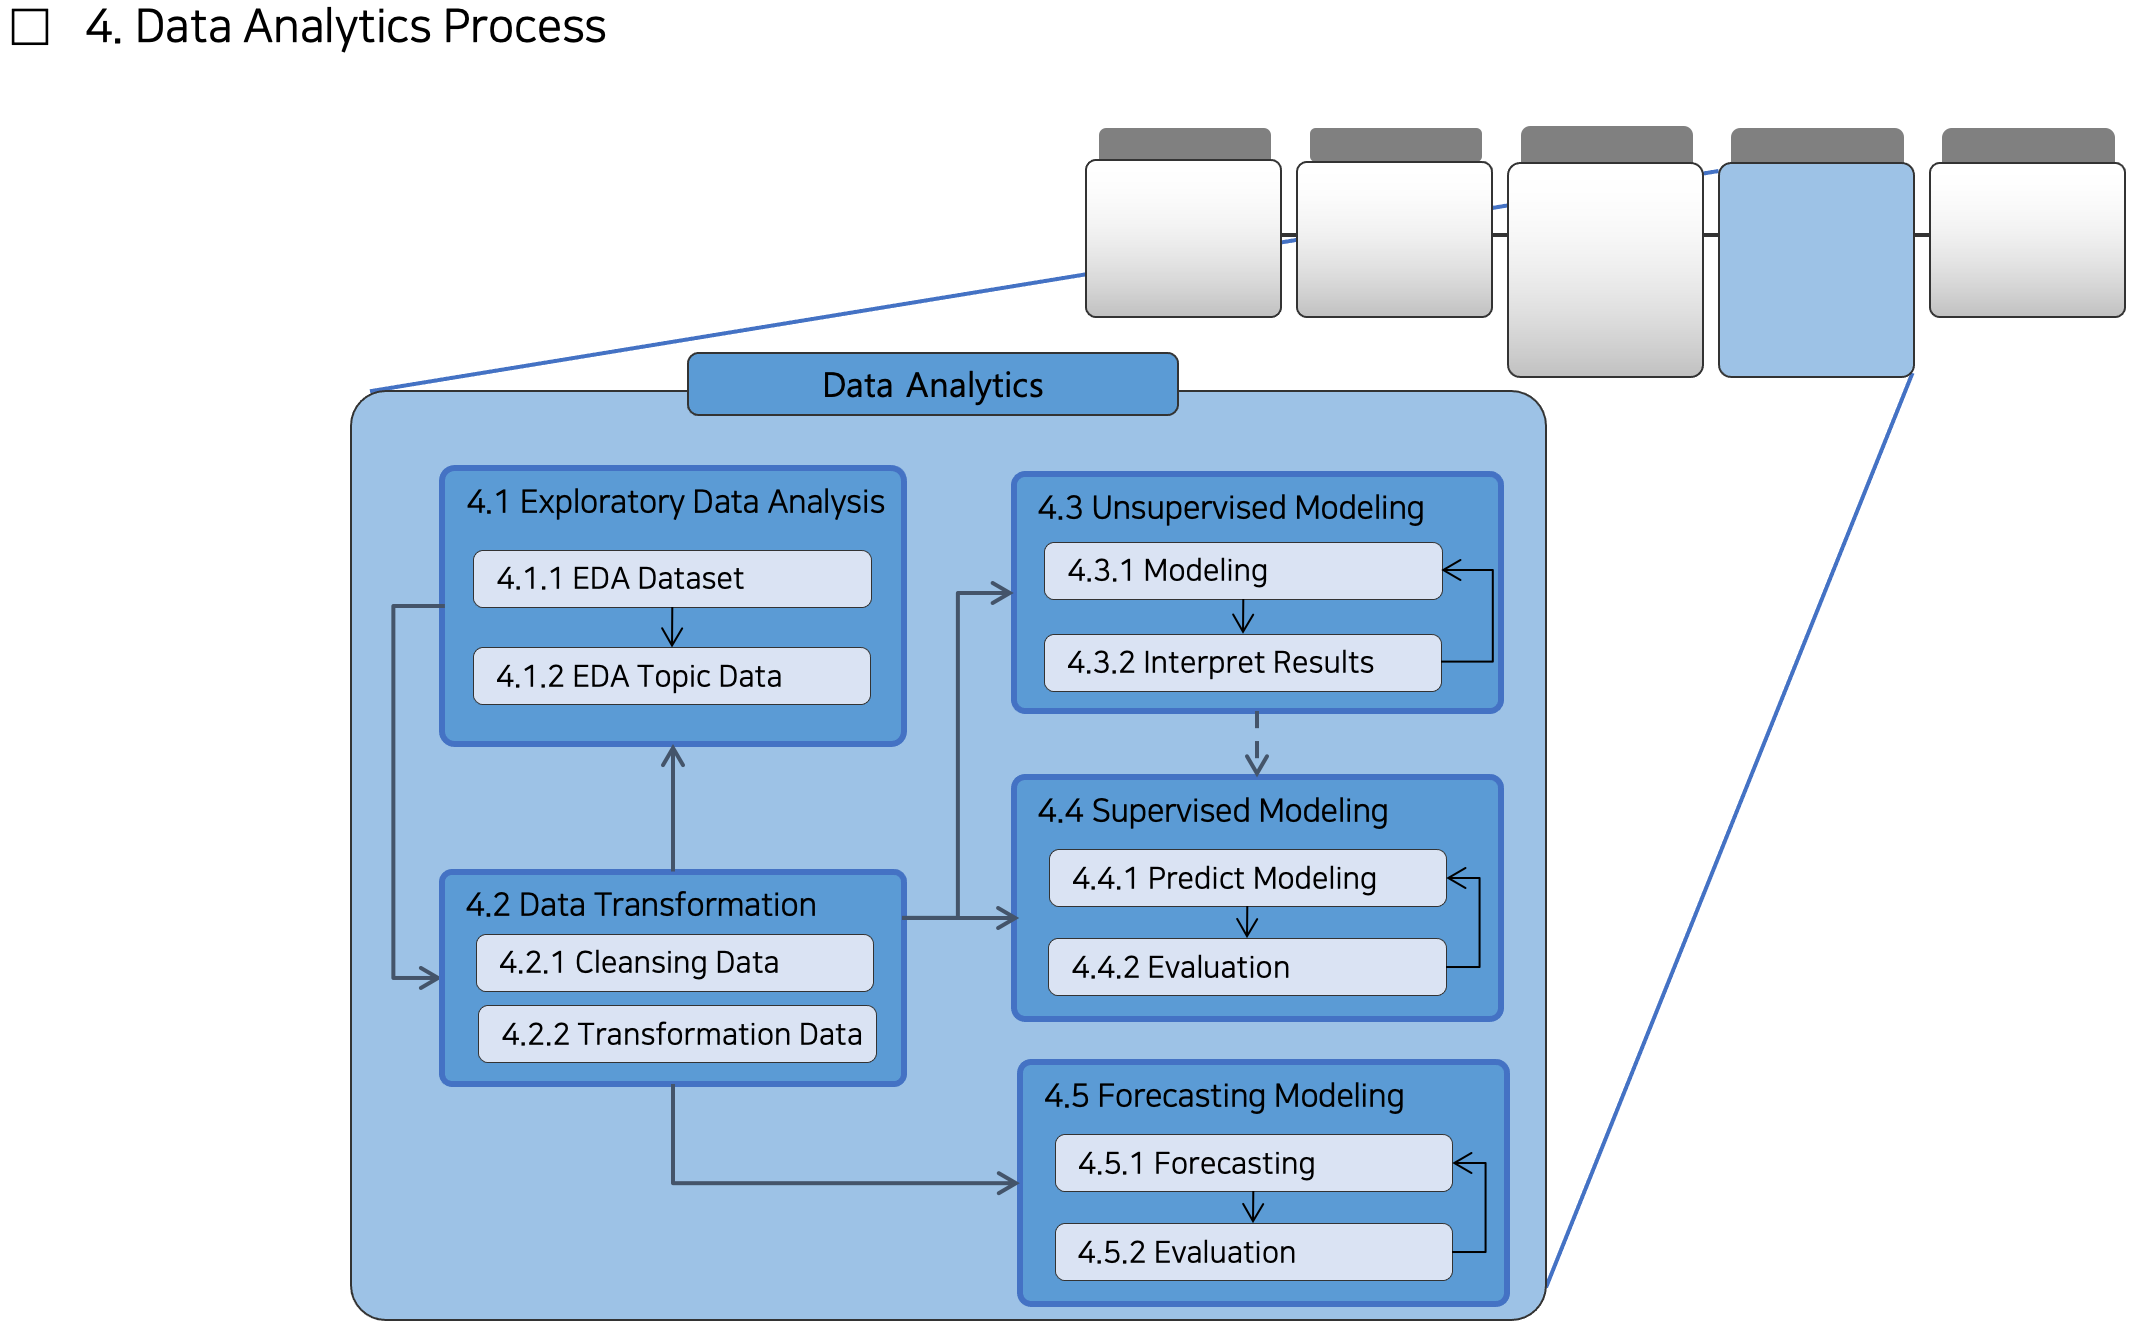 □ 4. Data Analytics Process
Data Analytics
4.1 Exploratory Data Analysis
4.1.1 EDA Dataset
4.1.2 EDA Topic Data
4.2 Data Transformation
4.2.1 Cleansing Data
4.2.2 Transformation Data
4.3 Unsupervised Modeling
4.3.1 Modeling
4.3.2 Interpret Results
4.4 Supervised Modeling
4.4.1 Predict Modeling
4.4.2 Evaluation
4.5 Forecasting Modeling
4.5.1 Forecasting
4.5.2 Evaluation